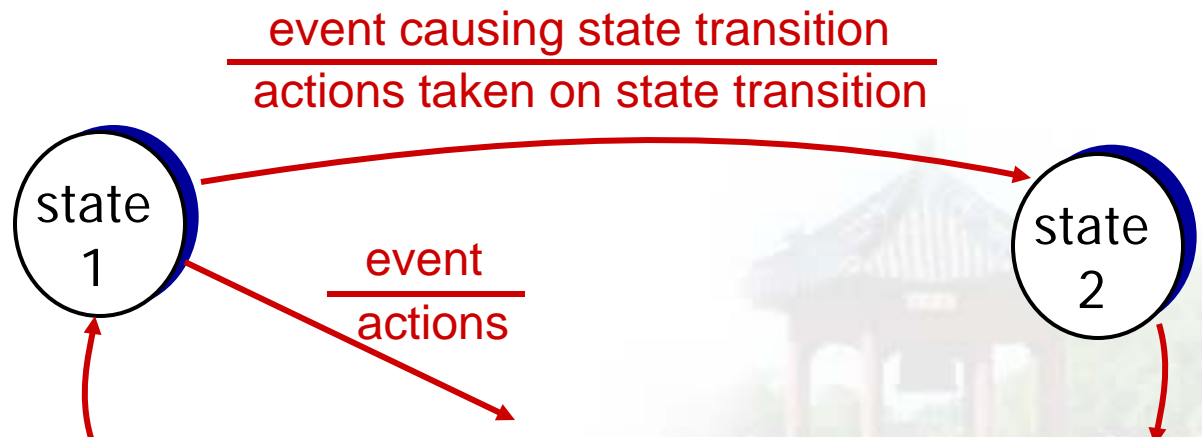 event causing state transition
actions taken on state transition
state
1
state
2
event
actions